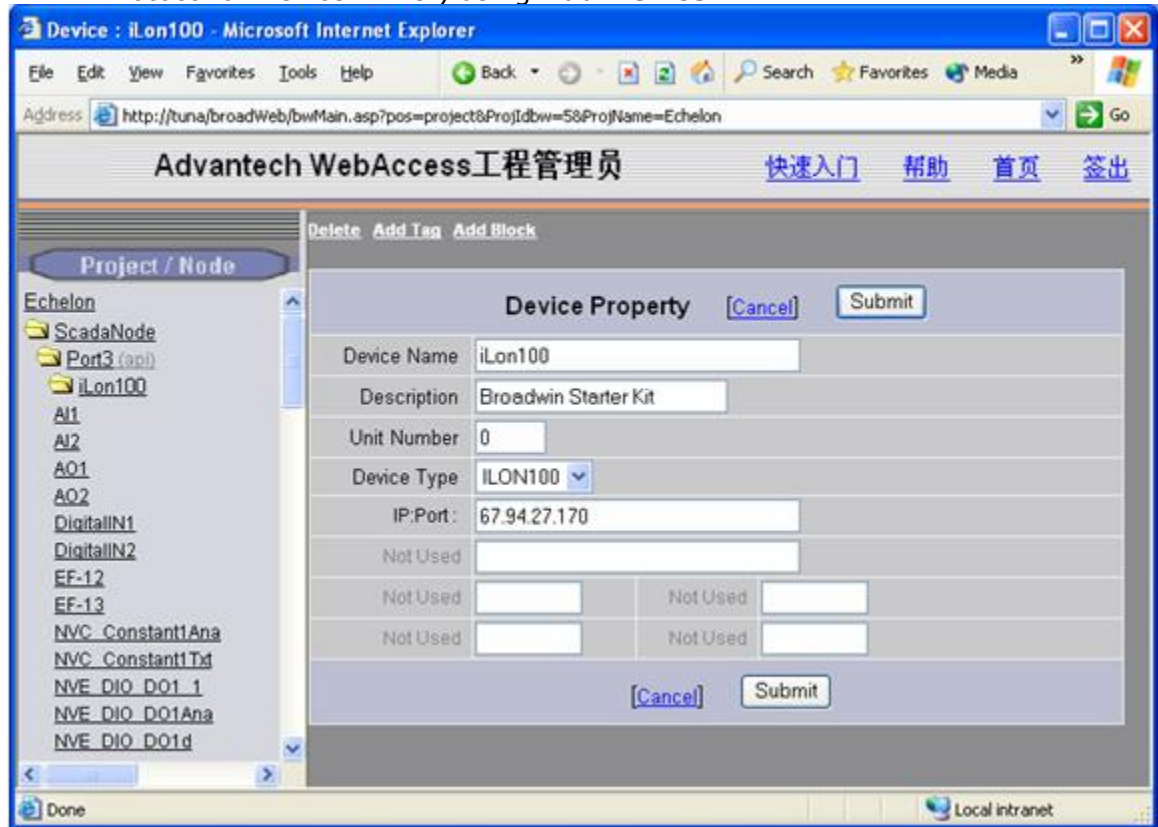 Device : iLon100 - Microsoft Internet Explorer
File Edit View Favorites Tools Help Back Search Favorites Media »
Address http://tuna/broadWeb/bwMain.asp?pos=project&ProjIdbw=5&ProjName=Echelon Go
Advantech WebAccess工程管理员 快速入门 帮助 首页 签出
Delete Add Tag Add Block
Project / Node
Echelon
ScadaNode
Port3 (api)
iLon100
AI1
AI2
AO1
AO2
DigitalIN1
DigitalIN2
EF-12
EF-13
NVC_Constant1Ana
NVC_Constant1Txt
NVE_DIO_DO1_1
NVE_DIO_DO1Ana
NVE_DIO_DO1d
Device Property [Cancel] Submit
Device Name iLon100
Description Broadwin Starter Kit
Unit Number 0
Device Type ILON100
IP:Port: 67.94.27.170
Not Used
Not Used Not Used
Not Used Not Used
[Cancel] Submit
Done Local intranet